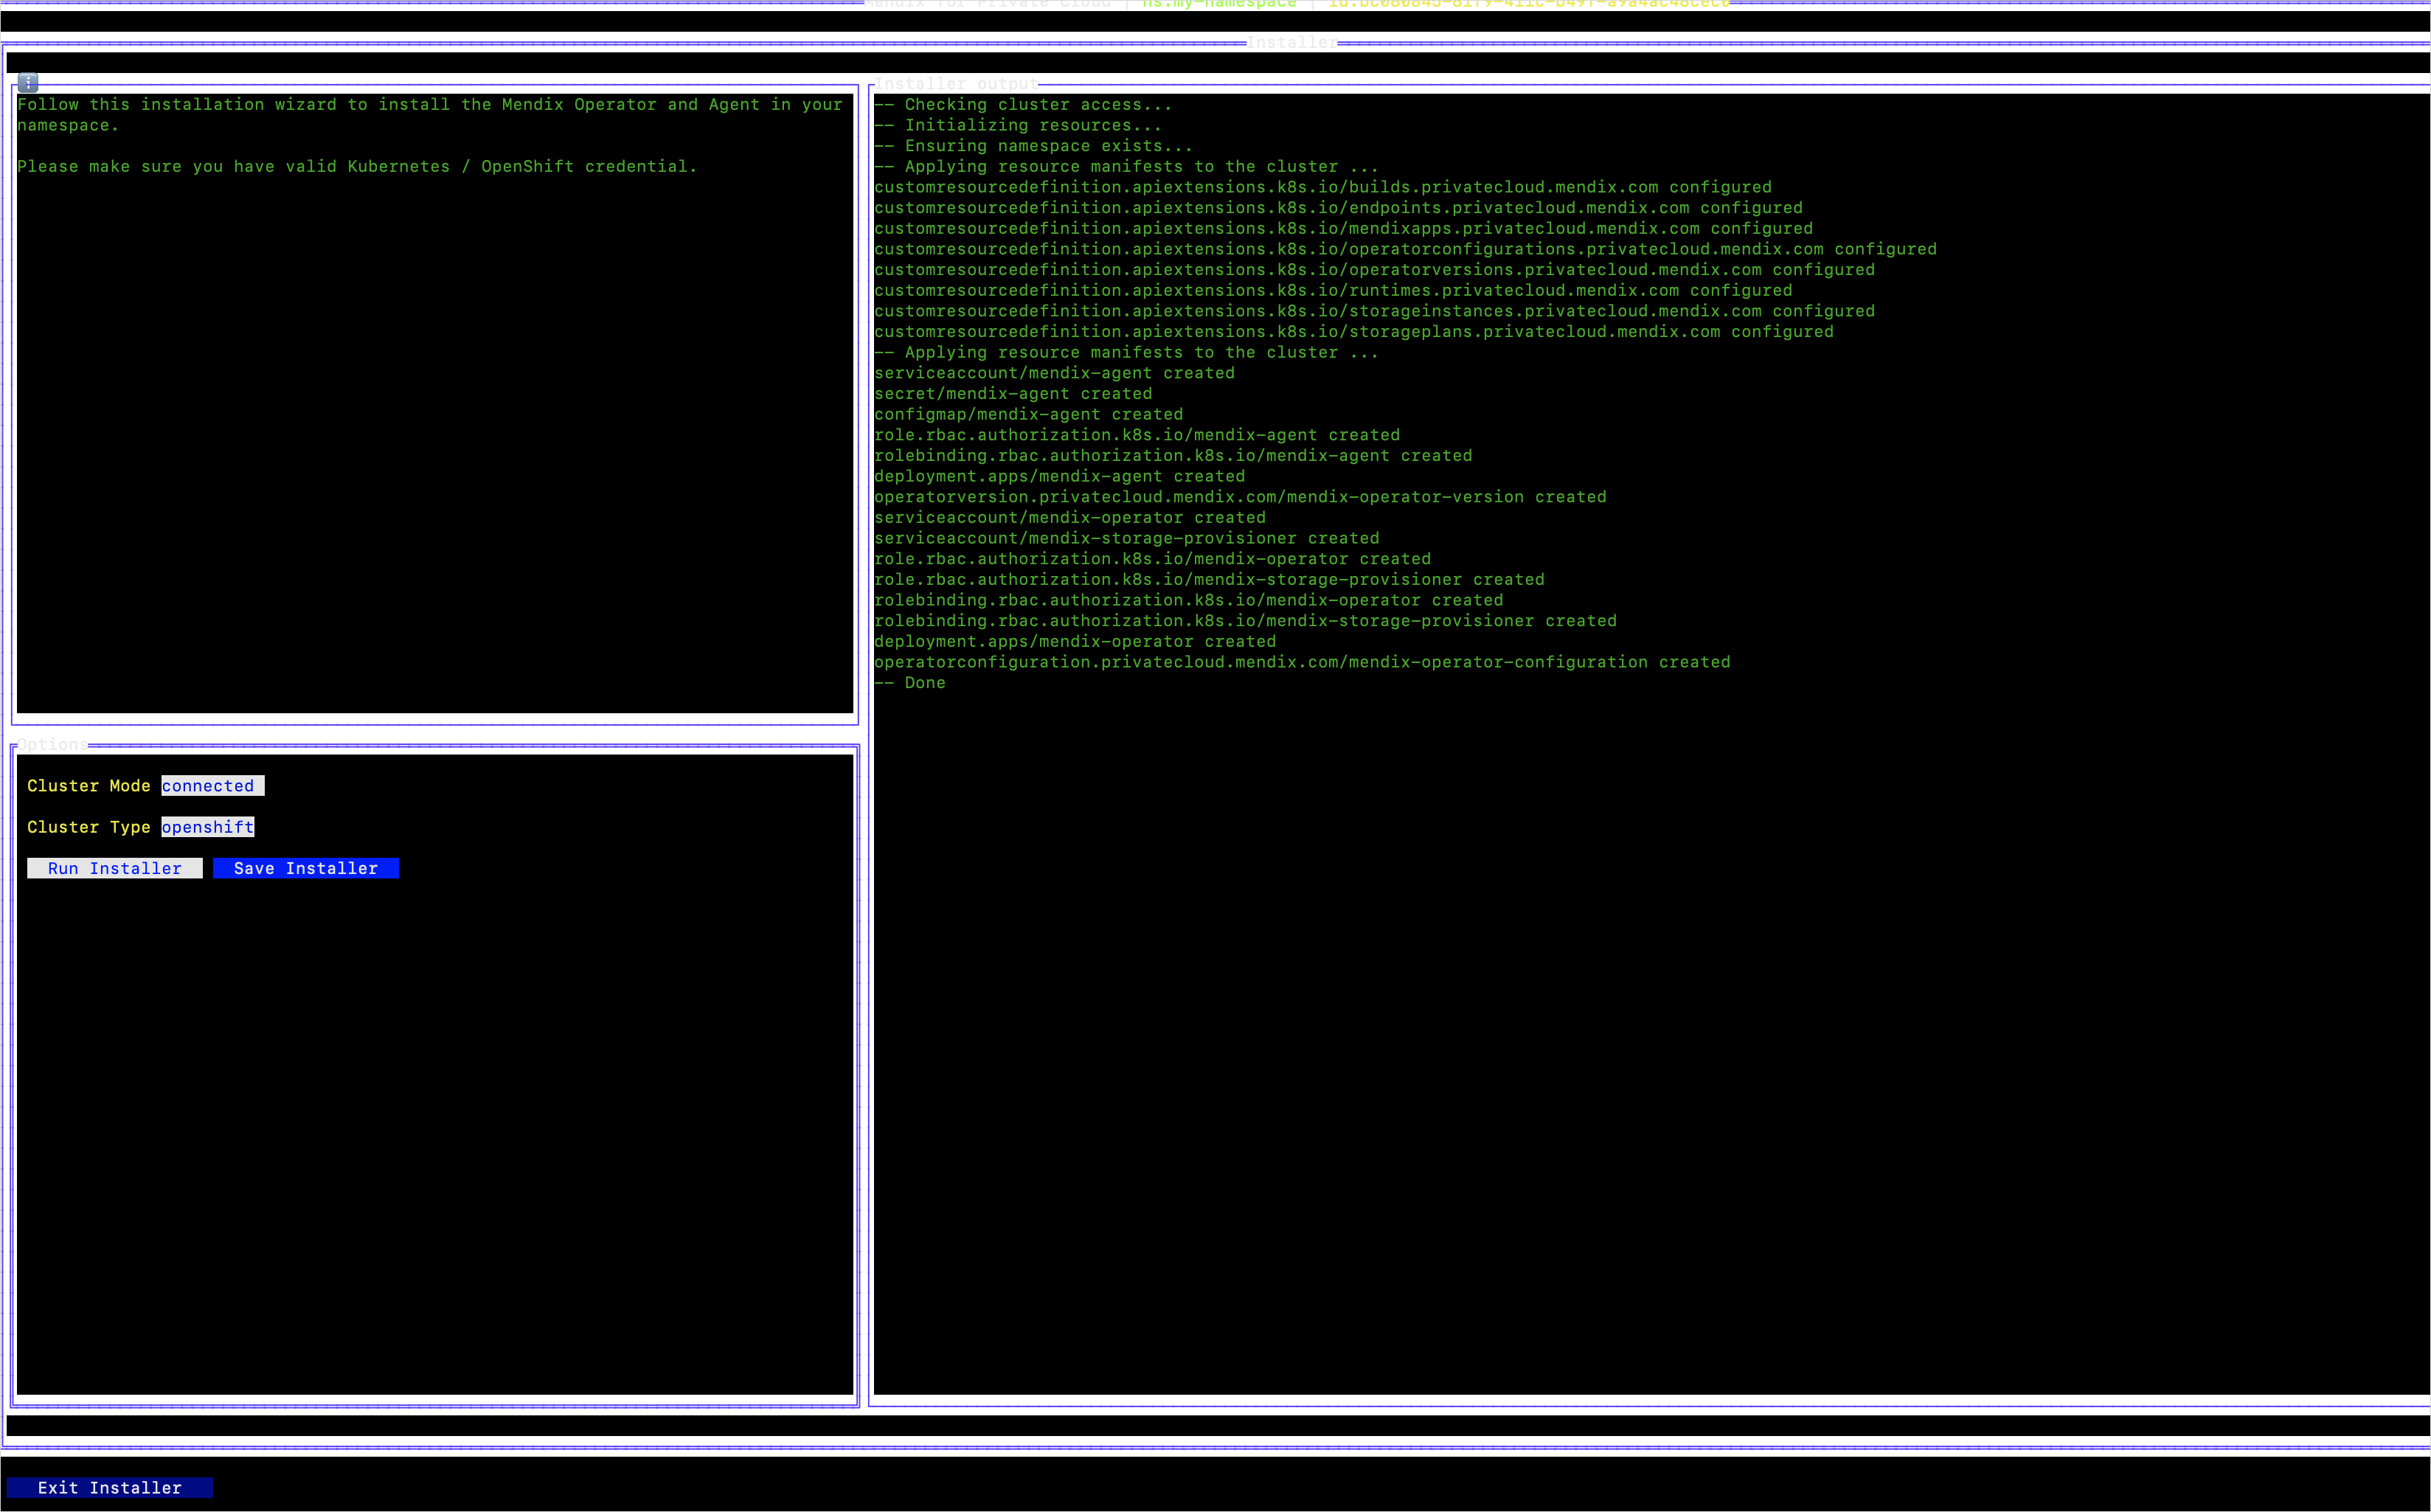 Mendix for Private Cloud | ns:my-namespace |
Installer
Follow this installation wizard to install the Mendix Operator and Agent in your
namespace.
Please make sure you have valid Kubernetes / OpenShift credential.
Installer output
-- Checking cluster access...
-- Initializing resources...
-- Ensuring namespace exists...
-- Applying resource manifests to the cluster ...
customresourcedefinition.apiextensions.k8s.io/builds.privatecloud.mendix.com configured
customresourcedefinition.apiextensions.k8s.io/endpoints.privatecloud.mendix.com configured
customresourcedefinition.apiextensions.k8s.io/mendixapps.privatecloud.mendix.com configured
customresourcedefinition.apiextensions.k8s.io/operatorconfigurations.privatecloud.mendix.com configured
customresourcedefinition.apiextensions.k8s.io/operatorversions.privatecloud.mendix.com configured
customresourcedefinition.apiextensions.k8s.io/runtimes.privatecloud.mendix.com configured
customresourcedefinition.apiextensions.k8s.io/storageinstances.privatecloud.mendix.com configured
customresourcedefinition.apiextensions.k8s.io/storageplans.privatecloud.mendix.com configured
-- Applying resource manifests to the cluster ...
serviceaccount/mendix-agent created
secret/mendix-agent created
configmap/mendix-agent created
role.rbac.authorization.k8s.io/mendix-agent created
rolebinding.rbac.authorization.k8s.io/mendix-agent created
deployment.apps/mendix-agent created
operatorversion.privatecloud.mendix.com/mendix-operator-version created
serviceaccount/mendix-operator created
serviceaccount/mendix-storage-provisioner created
role.rbac.authorization.k8s.io/mendix-operator created
role.rbac.authorization.k8s.io/mendix-storage-provisioner created
rolebinding.rbac.authorization.k8s.io/mendix-operator created
rolebinding.rbac.authorization.k8s.io/mendix-storage-provisioner created
deployment.apps/mendix-operator created
operatorconfiguration.privatecloud.mendix.com/mendix-operator-configuration created
-- Done
Options
Cluster Mode connected
Cluster Type openshift
Run Installer Save Installer
Exit Installer